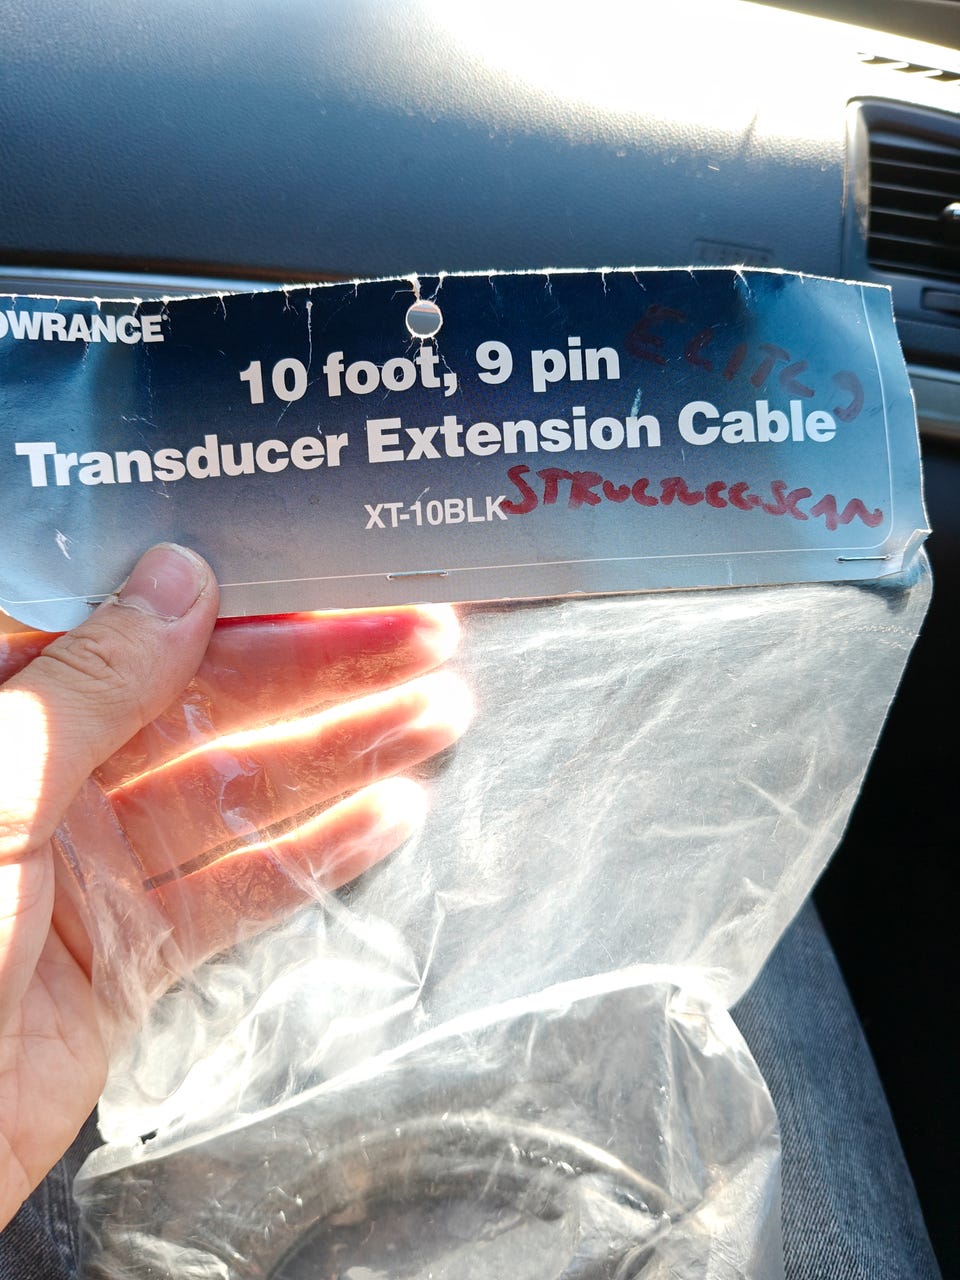 OWRANCE
10 foot, 9 pin
Transducer Extension Cable
XT-10BLK